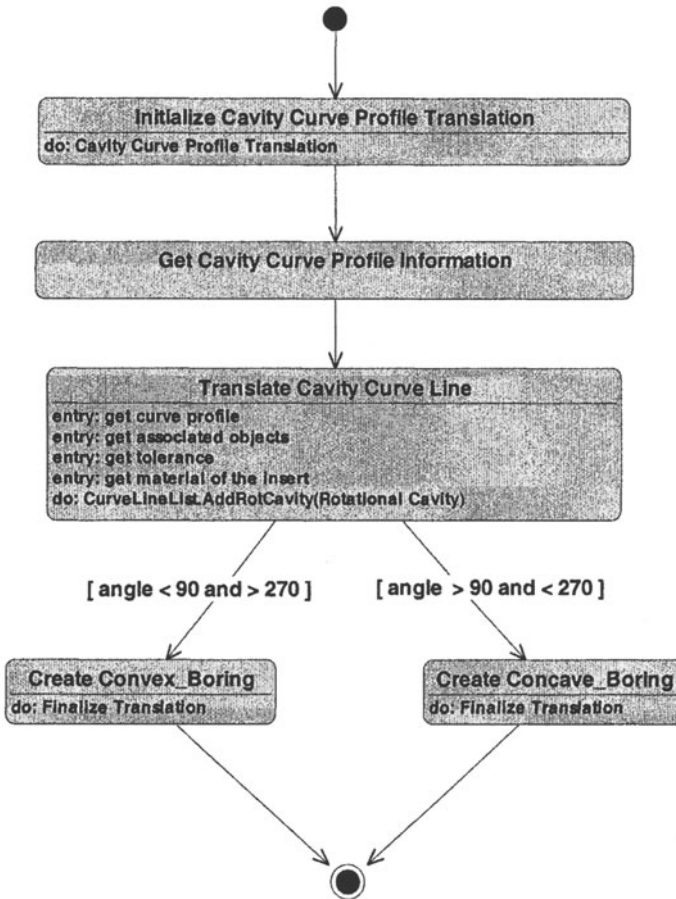 Initialize Cavity Curve Profile Translation
do: Cavity Curve Profile Translation
Get Cavity Curve Profile Information
Translate Cavity Curve Line
entry: get curve profile
entry: get associated objects
entry: get tolerance
entry: get material of the insert
do: CurveLineList.AddRotCavity(Rotational Cavity)
[ angle < 90 and > 270 ]
[ angle > 90 and < 270 ]
Create Convex_Boring
do: Finalize Translation
Create Concave_Boring
do: Finalize Translation